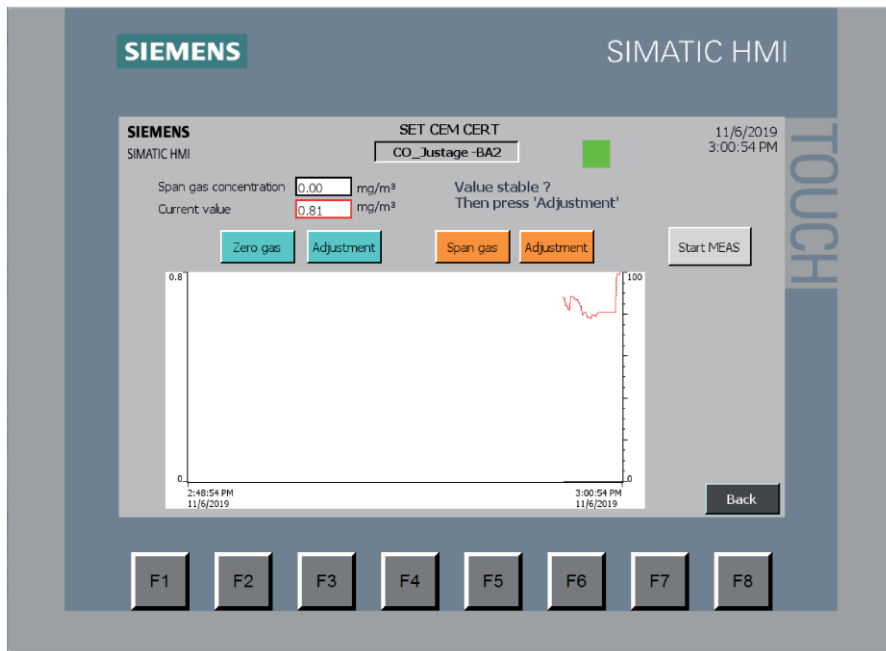 SIEMENS
SIMATIC HMI
SIEMENS
SIMATIC HMI
SET CEM CERT
CO_Justage -BA2
11/6/2019
3:00:54 PM
TOUCH
Span gas concentration 0.00 mg/m³
Current value 0.81 mg/m³
Value stable ?
Then press 'Adjustment'
Zero gas
Adjustment
Span gas
Adjustment
Start MEAS
0.8
100
0
0
2:48:54 PM
11/6/2019
3:00:54 PM
11/6/2019
Back
F1 F2 F3 F4 F5 F6 F7 F8